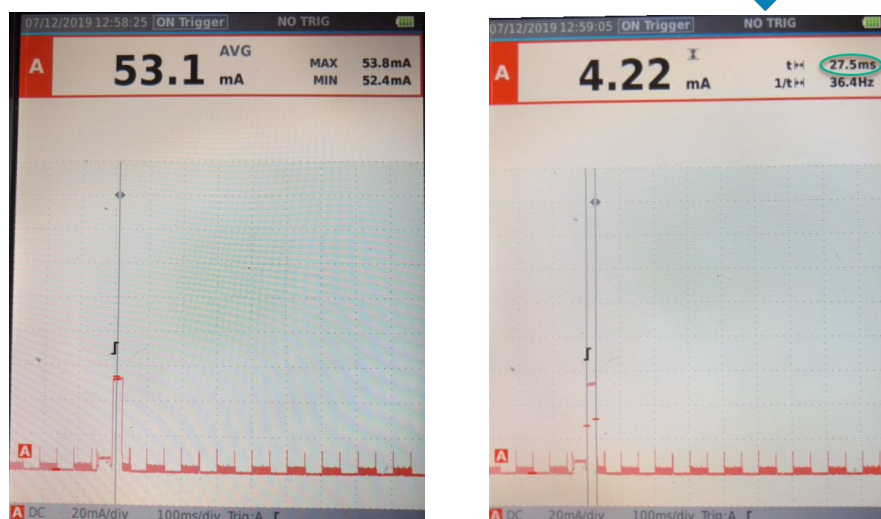 07/12/2019 12:58:25 ON Trigger NO TRIG
A 53.1 mA AVG
MAX 53.8mA
MIN 52.4mA
A
A DC 20mA/div 100ms/div Trig:A
07/12/2019 12:59:05 ON Trigger NO TRIG
A 4.22 mA
t 27.5ms
1/t 36.4Hz
A
A DC 20mA/div 100ms/div Trig:A